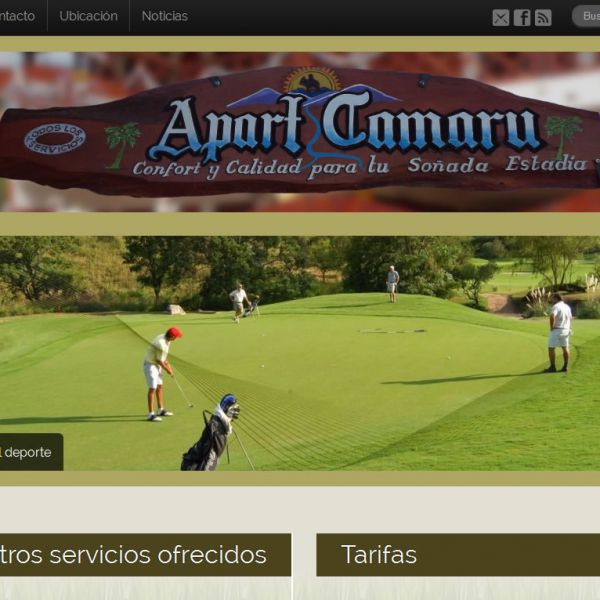 ntacto
Ubicación
Noticias
Bus
TODOS LOS
SERVICIOS
Apart Camaru
Confort y Calidad para tu Soñada Estadía
l deporte
tros servicios ofrecidos
Tarifas